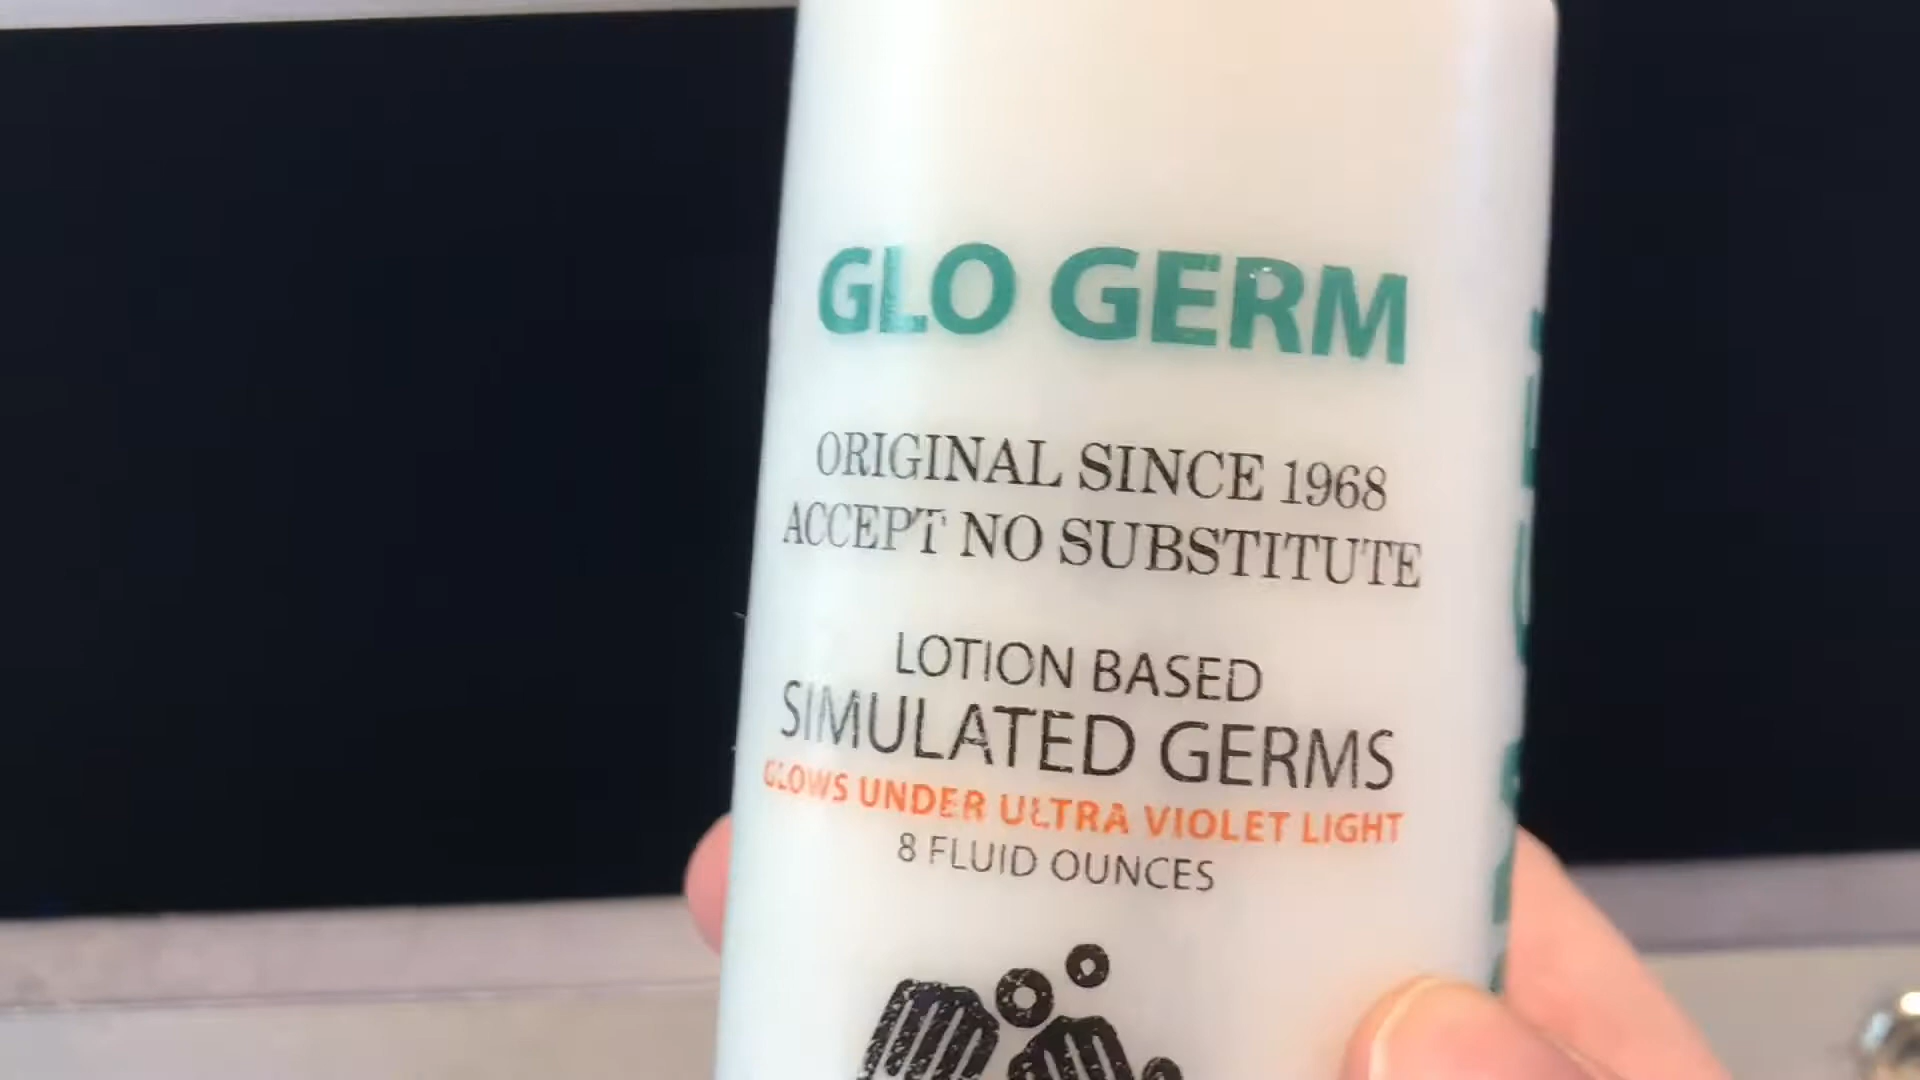 GLO GERM
ORIGINAL SINCE 1968
ACCEPT NO SUBSTITUTE
LOTION BASED
SIMULATED GERMS
GLOWS UNDER ULTRA VIOLET LIGHT
8 FLUID OUNCES